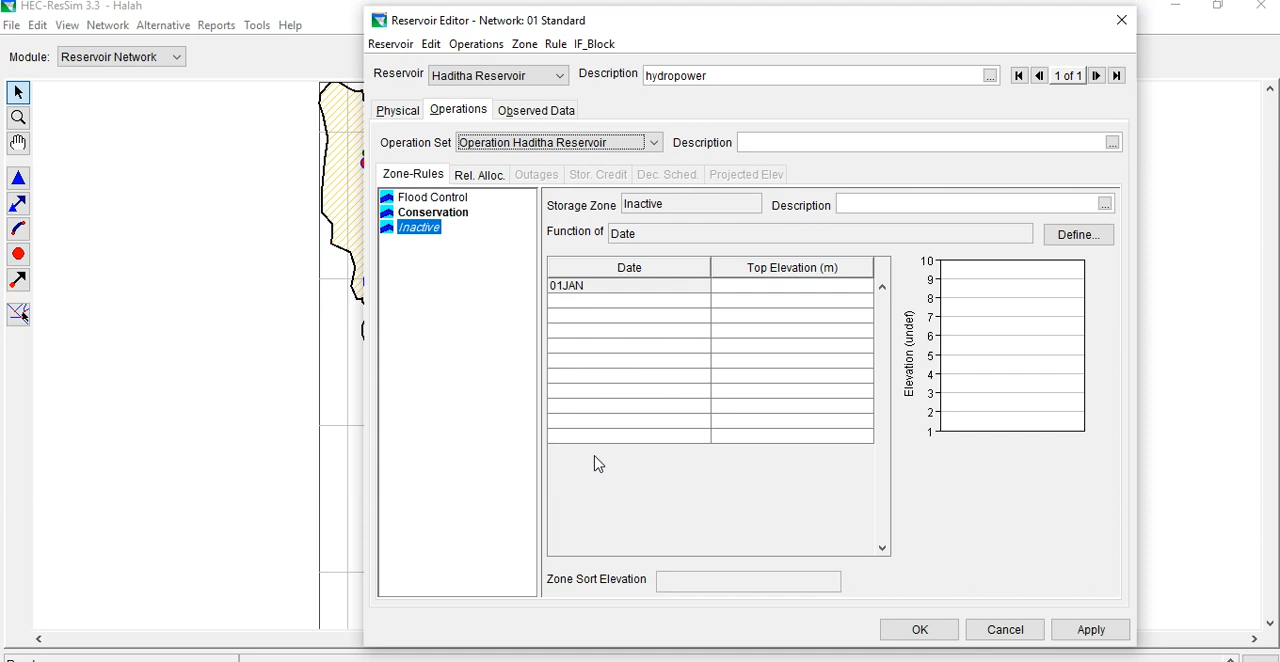 HEC-ResSim 3.3 - Halah
File Edit View Network Alternative Reports Tools Help
Module: Reservoir Network
Reservoir Editor - Network: 01 Standard
Reservoir Edit Operations Zone Rule IF_Block
Reservoir Haditha Reservoir Description hydropower ... 1 of 1
Physical Operations Observed Data
Operation Set Operation Haditha Reservoir Description ...
Zone-Rules Rel. Alloc. Outages Stor. Credit Dec. Sched. Projected Elev
Flood Control
Conservation
Inactive
Storage Zone Inactive Description ...
Function of Date Define...
Date Top Elevation (m)
01JAN
Elevation (undef)
10
9
8
7
6
5
4
3
2
1
Zone Sort Elevation
OK Cancel Apply